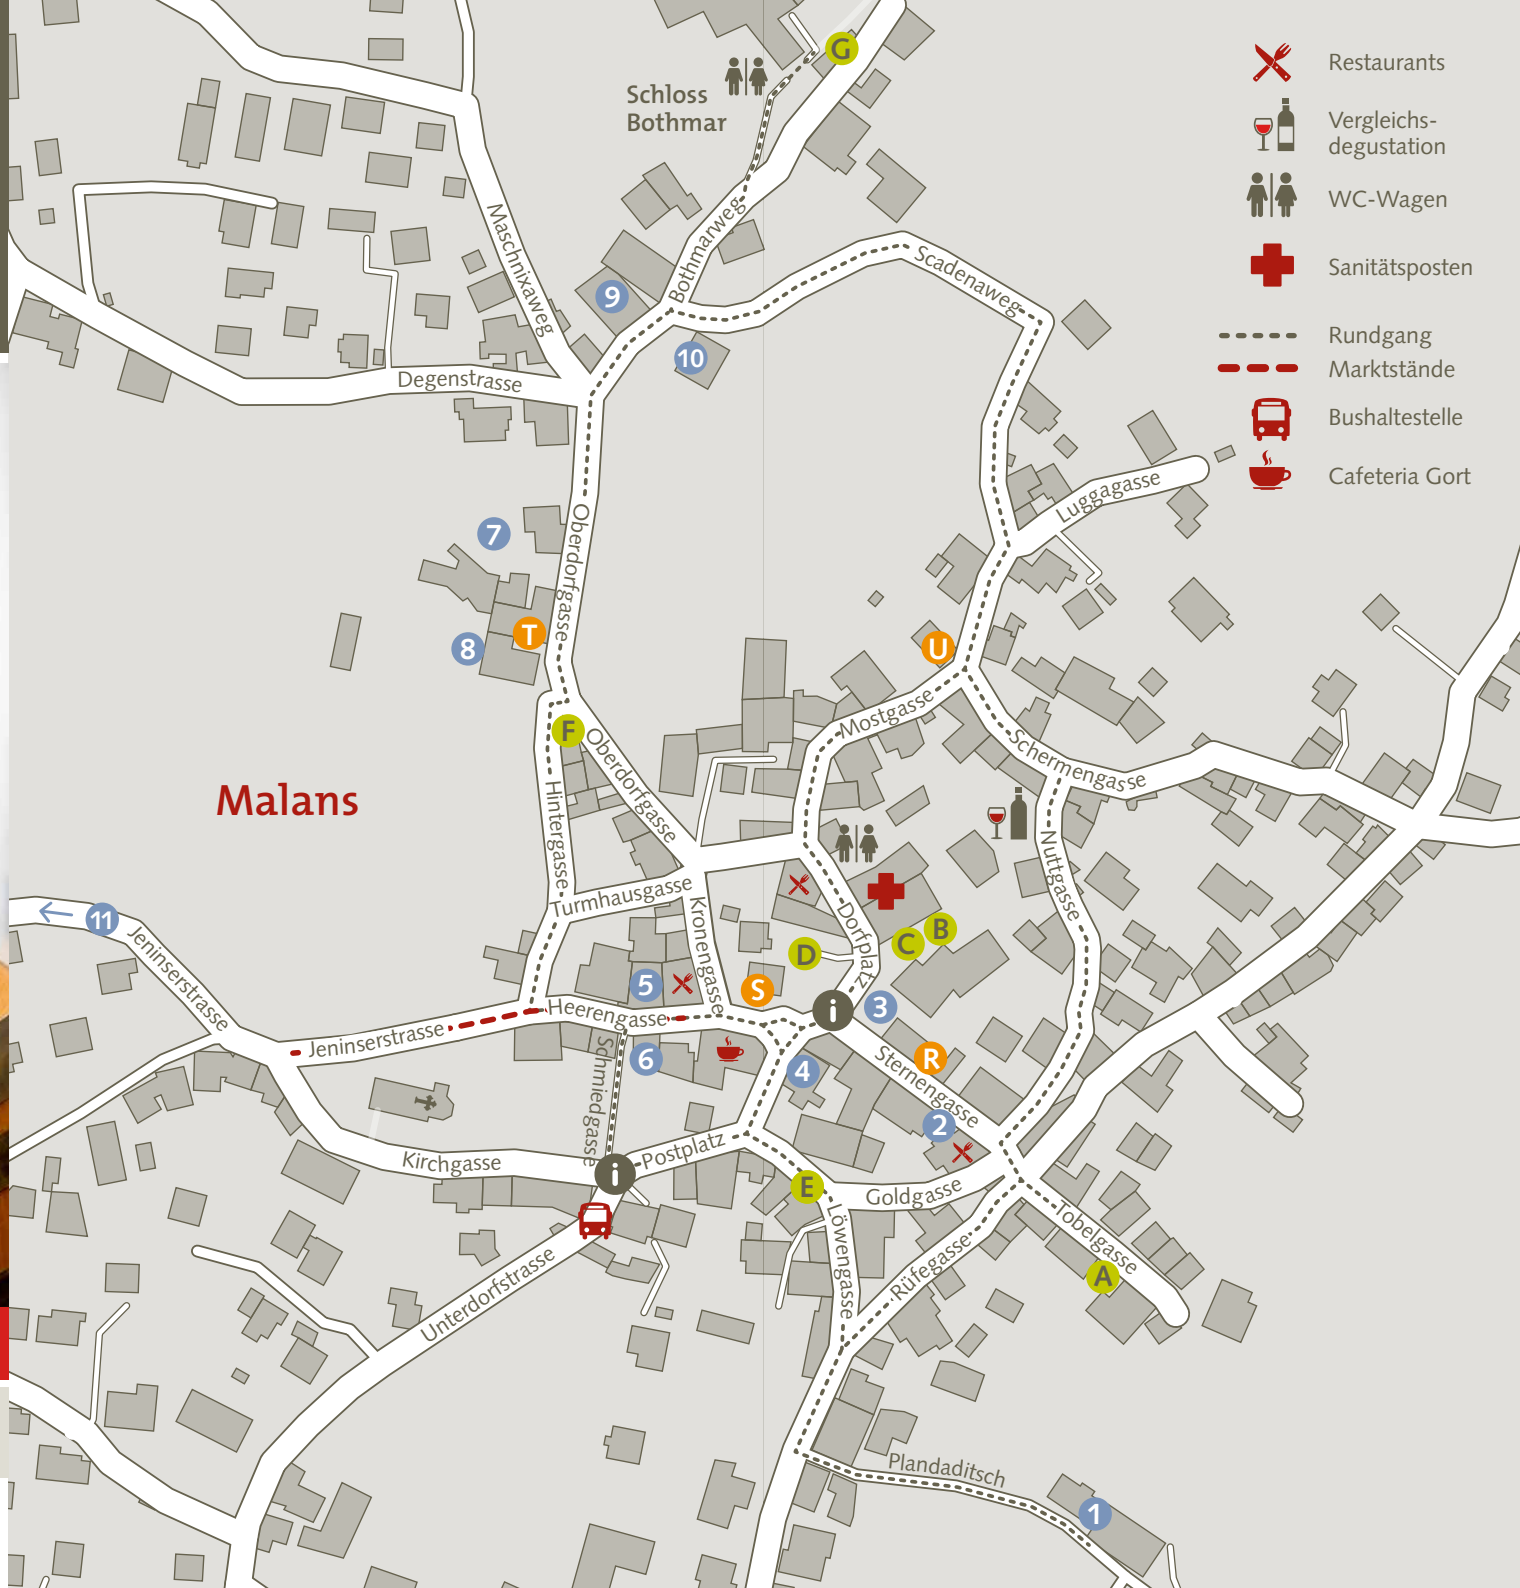 G
Schloss
Bothmar
Restaurants
Vergleichs-
degustation
WC-Wagen
Sanitätsposten
Rundgang
Marktstände
Bushaltestelle
Cafeteria Gort
Maschnixaweg
Bothmarweg
Scadenaweg
9
10
Degenstrasse
Luggagasse
7
Oberdorfgasse
T
8
U
Mostgasse
F
Oberdorfgasse
Schermengasse
Malans
Hintergasse
Nuttgasse
Turmhausgasse
Kronengasse
Dorfplatz
11
Jeninserstrasse
B
C
D
5
S
3
i
Heerengasse
Jeninserstrasse
6
4
R
Schmiedgasse
Sternengasse
2
Kirchgasse
i
Postplatz
E
Goldgasse
Löwengasse
Tobelgasse
A
Rüfegasse
Unterdorfstrasse
Plandaditsch
1